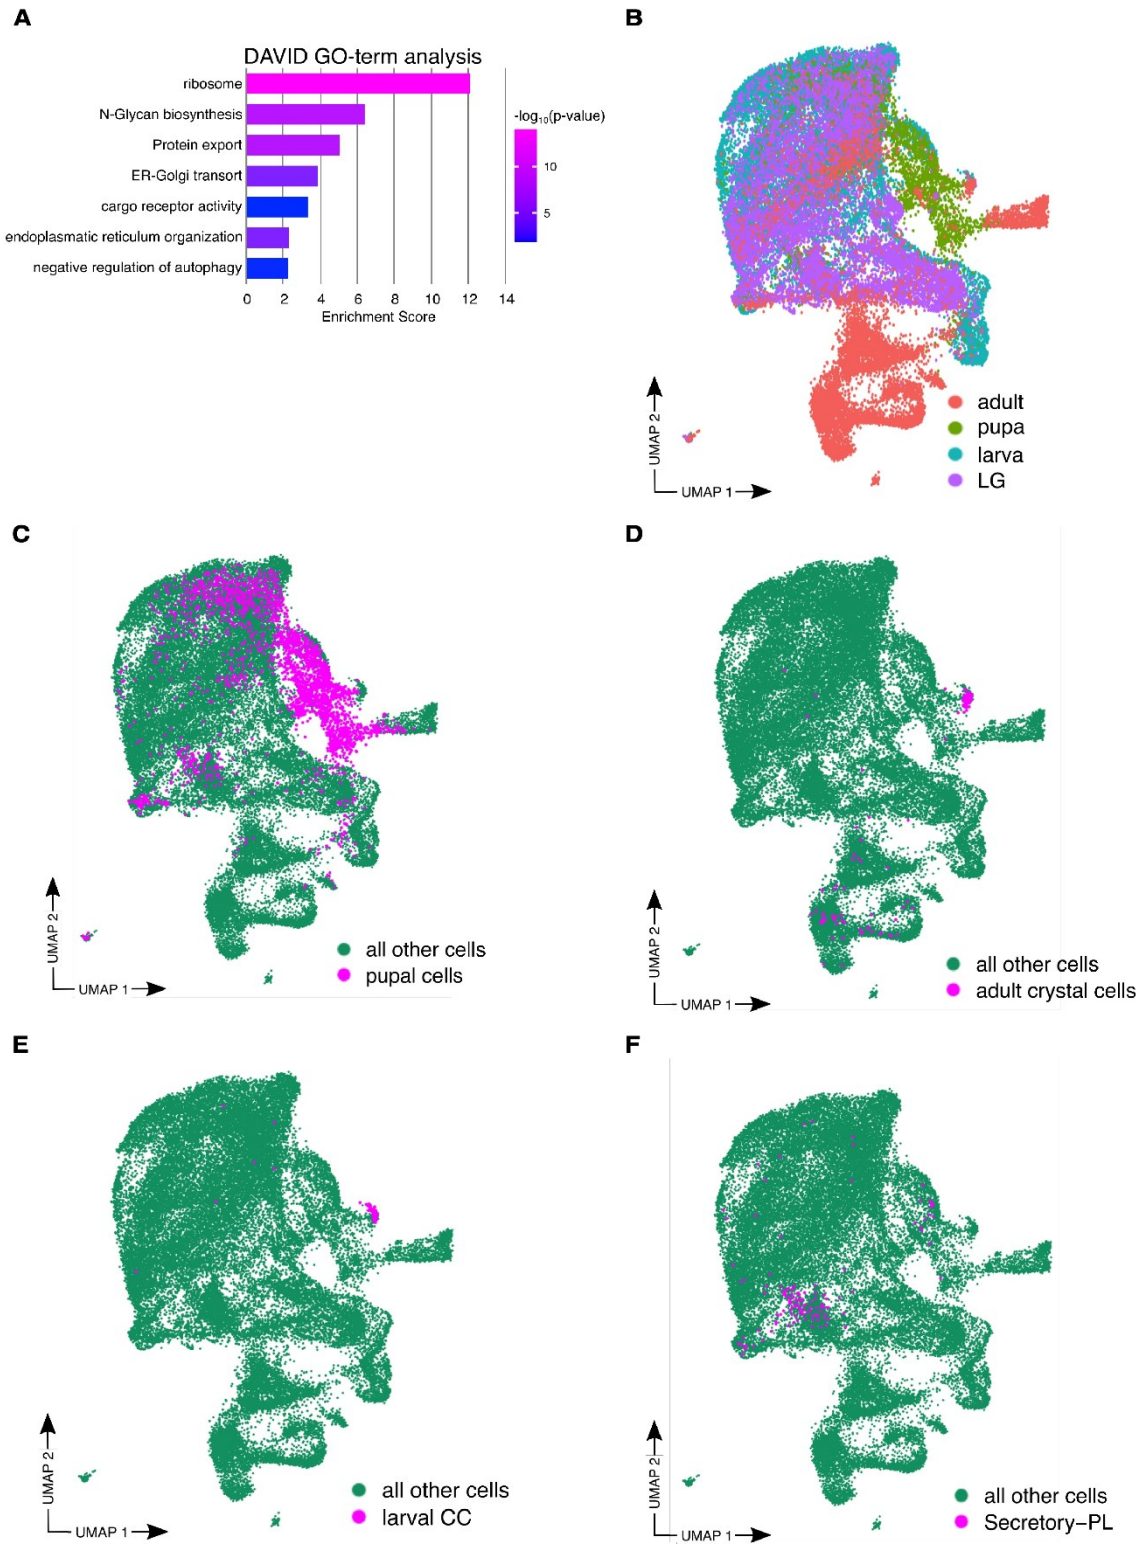 A
DAVID GO-term analysis
ribosome
N-Glycan biosynthesis
Protein export
ER-Golgi transort
cargo receptor activity
endoplasmatic reticulum organization
negative regulation of autophagy
0 2 4 6 8 10 12 14
Enrichment Score
-log10(p-value)
10
5
B
adult
pupa
larva
LG
UMAP 2
UMAP 1
C
all other cells
pupal cells
UMAP 2
UMAP 1
D
all other cells
adult crystal cells
UMAP 2
UMAP 1
E
all other cells
larval CC
UMAP 2
UMAP 1
F
all other cells
Secretory–PL
UMAP 2
UMAP 1